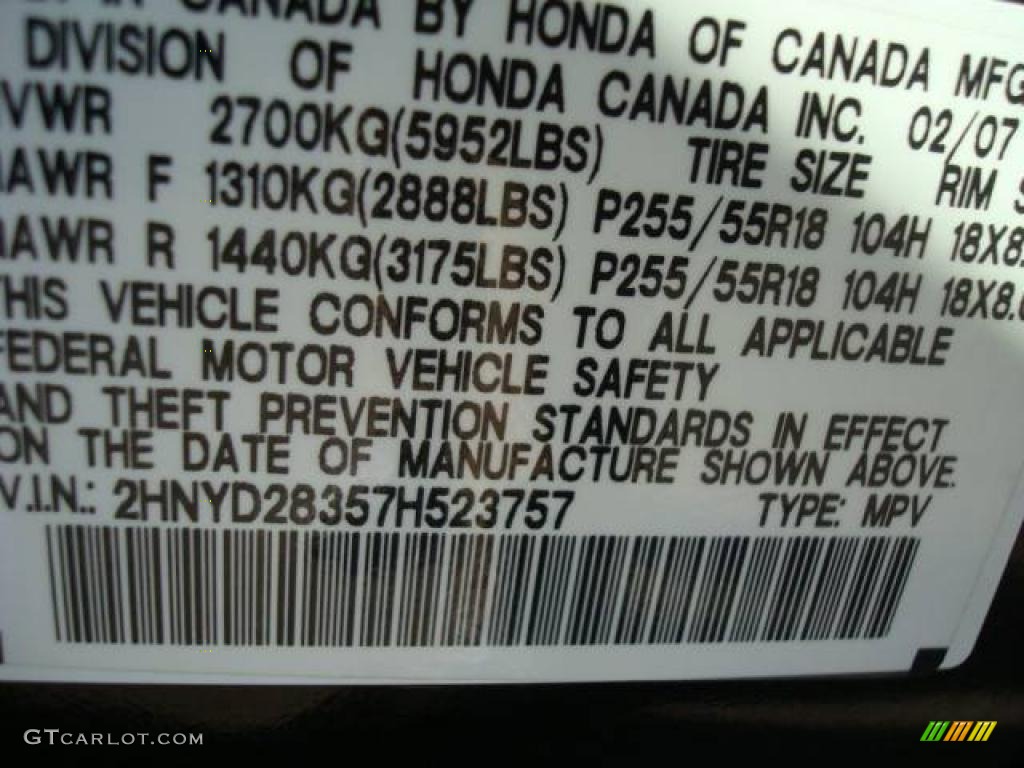 IN CANADA BY HONDA OF CANADA MFG
DIVISION OF HONDA CANADA INC. 02/07
VWR 2700KG(5952LBS) TIRE SIZE RIM S
AWR F 1310KG(2888LBS) P255/55R18 104H 18X8.
AWR R 1440KG(3175LBS) P255/55R18 104H 18X8.0
THIS VEHICLE CONFORMS TO ALL APPLICABLE
FEDERAL MOTOR VEHICLE SAFETY
AND THEFT PREVENTION STANDARDS IN EFFECT
ON THE DATE OF MANUFACTURE SHOWN ABOVE.
V.I.N.: 2HNYD28357H523757 TYPE: MPV
GTCARLOT.COM